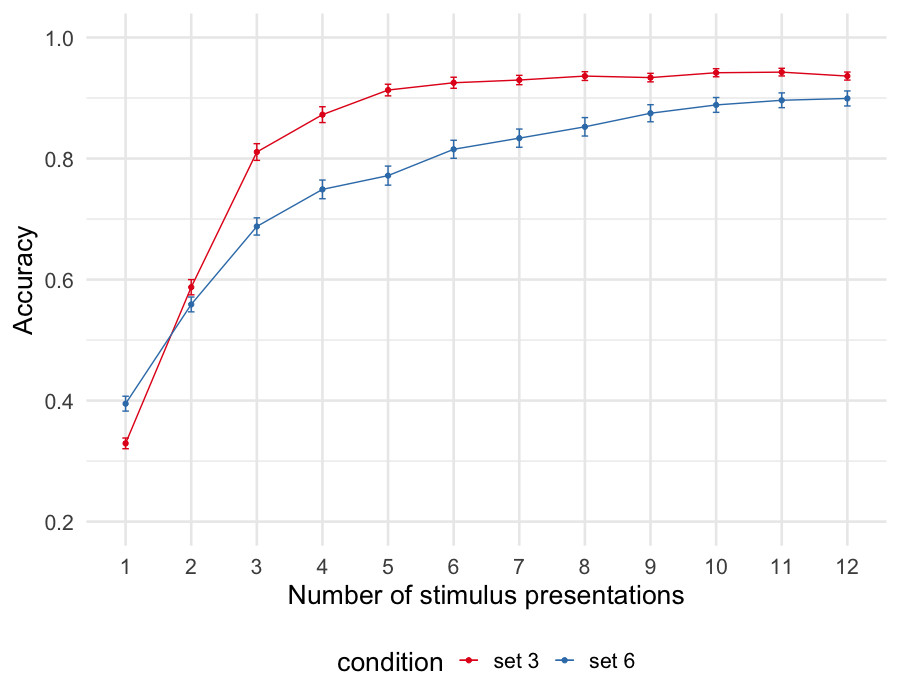 1.0
0.8
0.6
0.4
0.2
Accuracy
1 2 3 4 5 6 7 8 9 10 11 12
Number of stimulus presentations
condition set 3 set 6